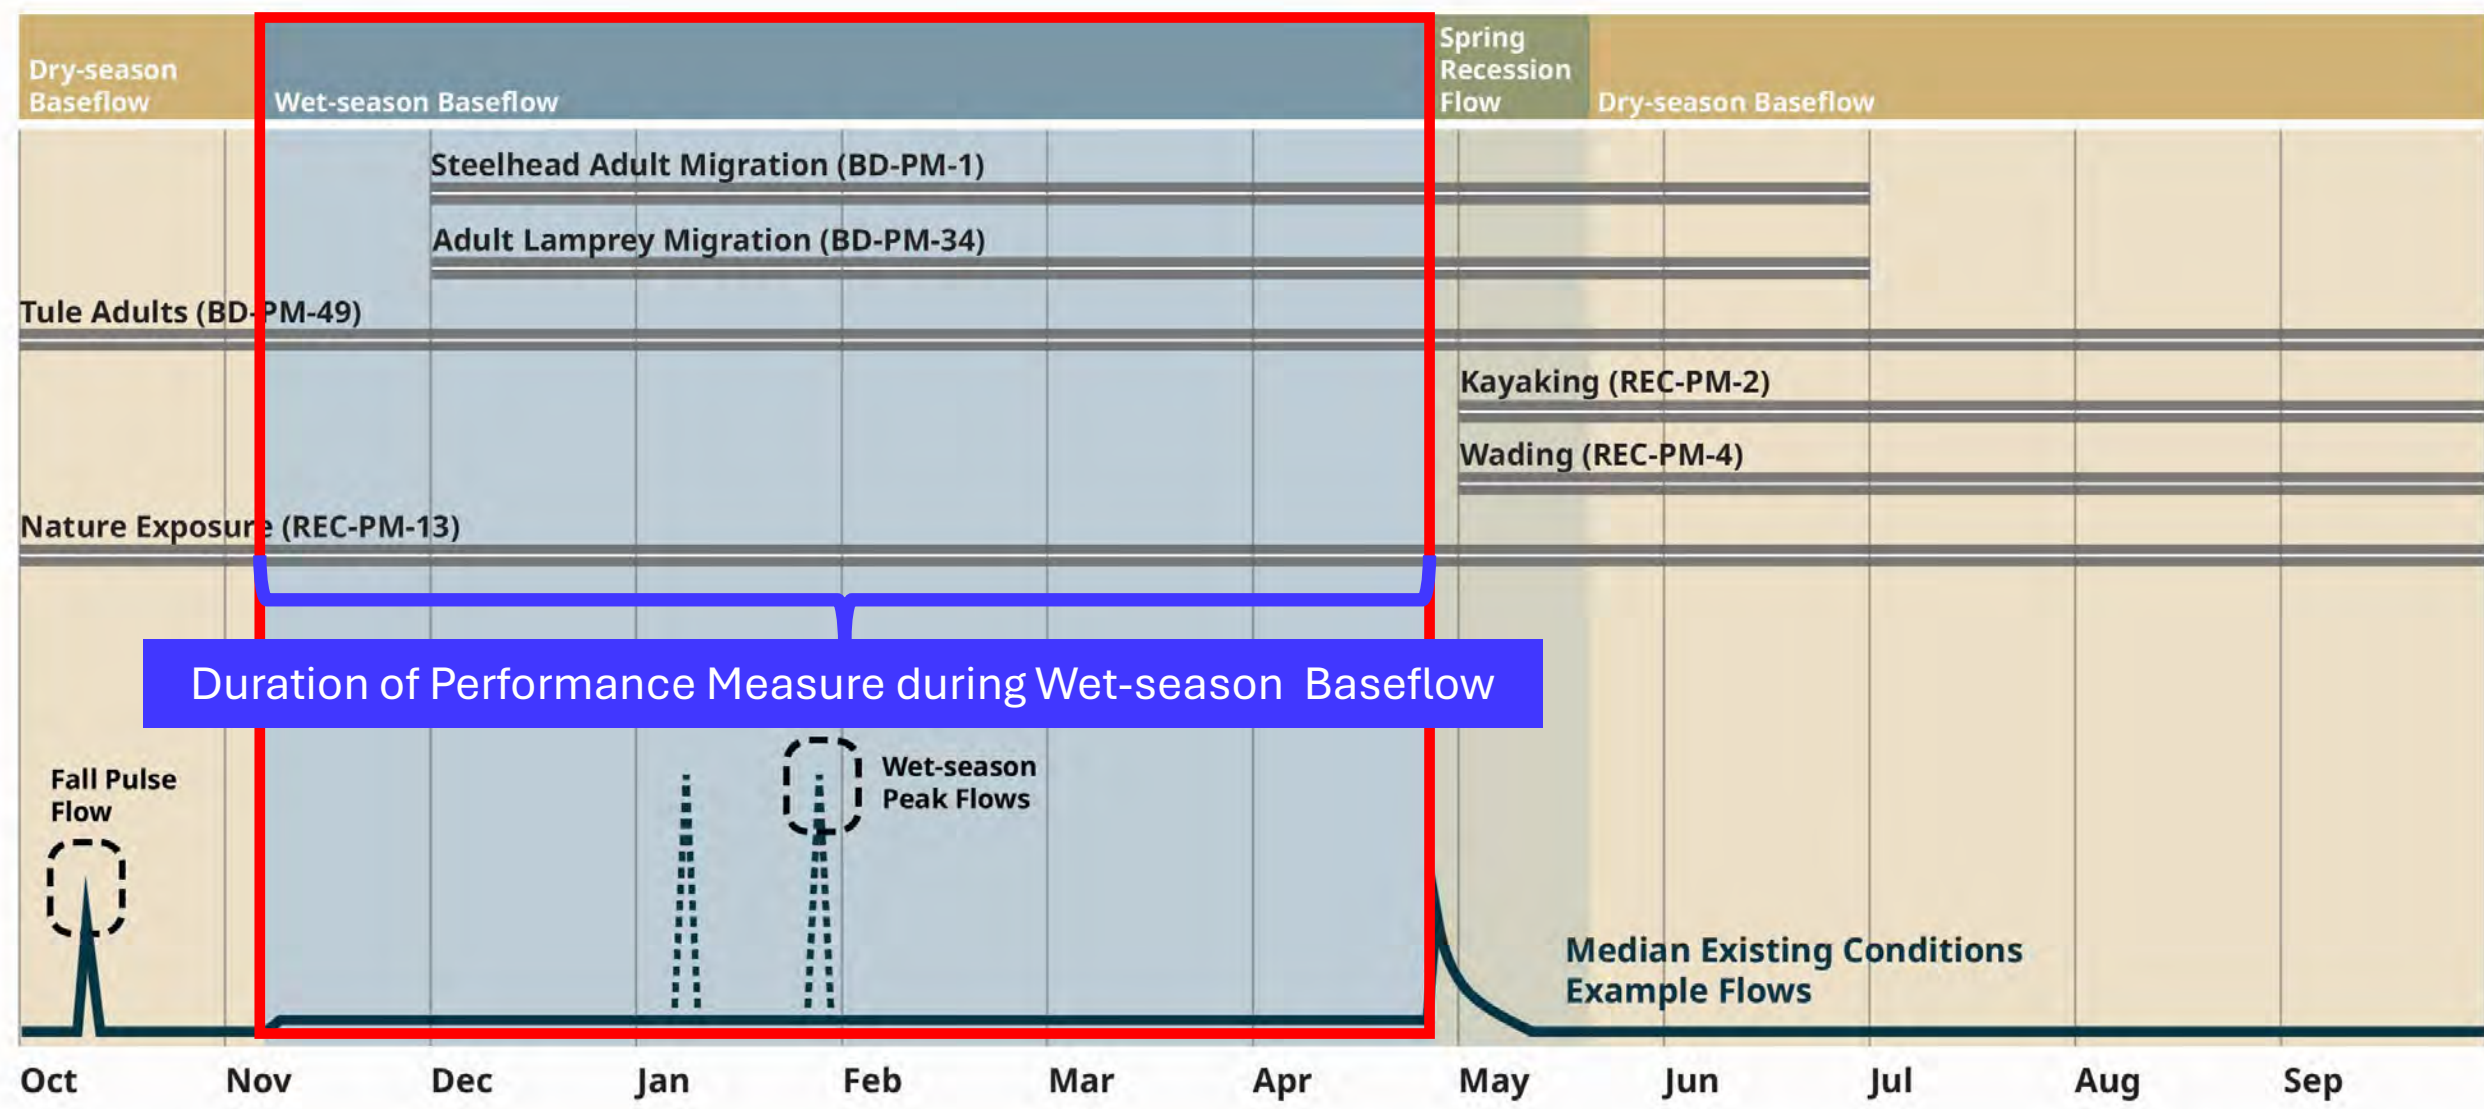 Dry-season
Baseflow
Wet-season Baseflow
Spring
Recession
Flow
Dry-season Baseflow
Steelhead Adult Migration (BD-PM-1)
Adult Lamprey Migration (BD-PM-34)
Tule Adults (BD-PM-49)
Kayaking (REC-PM-2)
Wading (REC-PM-4)
Nature Exposure (REC-PM-13)
Duration of Performance Measure during Wet-season Baseflow
Fall Pulse
Flow
Wet-season
Peak Flows
Median Existing Conditions
Example Flows
Oct Nov Dec Jan Feb Mar Apr May Jun Jul Aug Sep